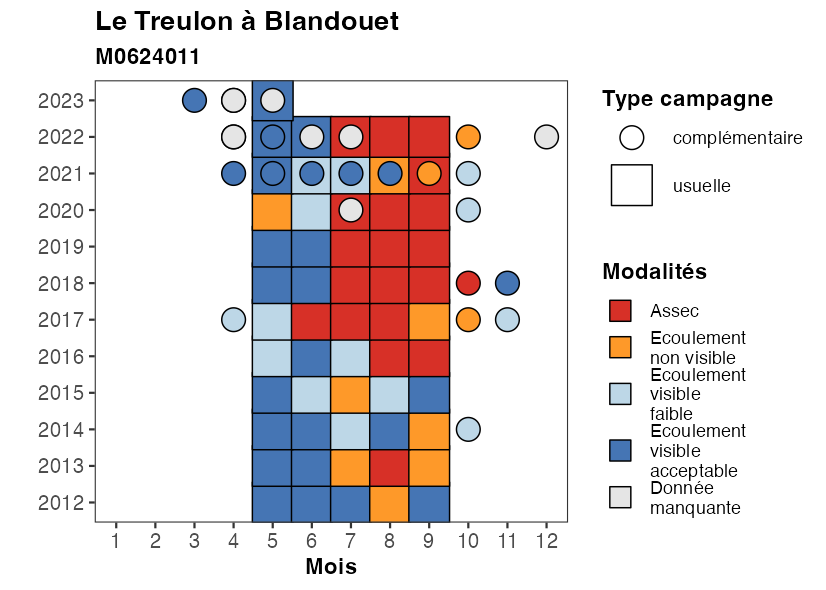 Le Treulon à Blandouet
M0624011
2023
2022
2021
2020
2019
2018
2017
2016
2015
2014
2013
2012
1 2 3 4 5 6 7 8 9 10 11 12
Mois
Type campagne
complémentaire
usuelle
Modalités
Assec
Ecoulement
non visible
Ecoulement
visible
faible
Ecoulement
visible
acceptable
Donnée
manquante